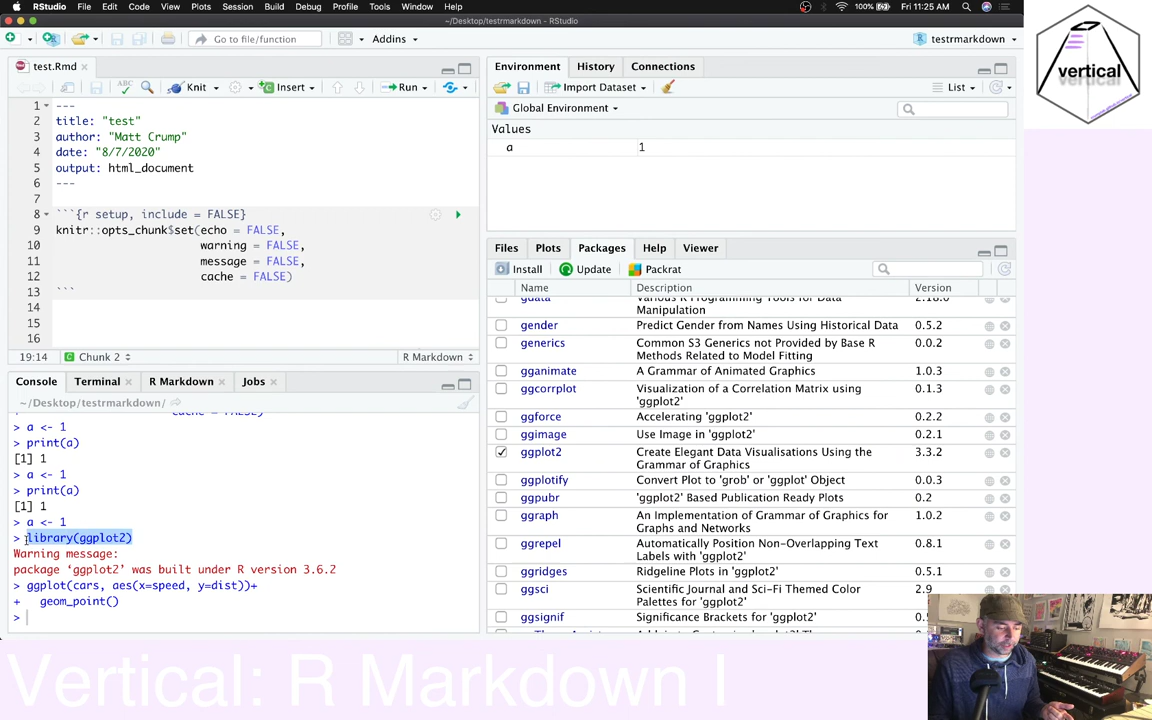 RStudio File Edit Code View Plots Session Build Debug Profile Tools Window Help 100% Fri 11:25 AM
~/Desktop/testrmarkdown - RStudio
Go to file/function Addins testrmarkdown
test.Rmd
Knit Insert Run
1 ---
2 title: "test"
3 author: "Matt Crump"
4 date: "8/7/2020"
5 output: html_document
6 ---
7
8 ```{r setup, include = FALSE}
9 knitr::opts_chunk$set(echo = FALSE,
10 warning = FALSE,
11 message = FALSE,
12 cache = FALSE)
13 ```
14
15
16
19:14 Chunk 2 R Markdown
Console Terminal R Markdown Jobs
~/Desktop/testrmarkdown/
+ cache = FALSE)
> a <- 1
> print(a)
[1] 1
> a <- 1
> print(a)
[1] 1
> a <- 1
> library(ggplot2)
Warning message:
package ‘ggplot2’ was built under R version 3.6.2
> ggplot(cars, aes(x=speed, y=dist))+
+ geom_point()
>
Environment History Connections
Import Dataset List
Global Environment
Values
a 1
Files Plots Packages Help Viewer
Install Update Packrat
Name Description Version
gdata Various R Programming Tools for Data 2.18.0
Manipulation
gender Predict Gender from Names Using Historical Data 0.5.2
generics Common S3 Generics not Provided by Base R 0.0.2
Methods Related to Model Fitting
gganimate A Grammar of Animated Graphics 1.0.3
ggcorrplot Visualization of a Correlation Matrix using 0.1.3
'ggplot2'
ggforce Accelerating 'ggplot2' 0.2.2
ggimage Use Image in 'ggplot2' 0.2.1
ggplot2 Create Elegant Data Visualisations Using the 3.3.2
Grammar of Graphics
ggplotify Convert Plot to 'grob' or 'ggplot' Object 0.0.3
ggpubr 'ggplot2' Based Publication Ready Plots 0.2
ggraph An Implementation of Grammar of Graphics for 1.0.2
Graphs and Networks
ggrepel Automatically Position Non-Overlapping Text 0.8.1
Labels with 'ggplot2'
ggridges Ridgeline Plots in 'ggplot2' 0.5.1
ggsci Scientific Journal and Sci-Fi Themed Color 2.9
Palettes for 'ggplot2'
ggsignif Significance Brackets for 'ggplot2'
vertical
Vertical: R Markdown I